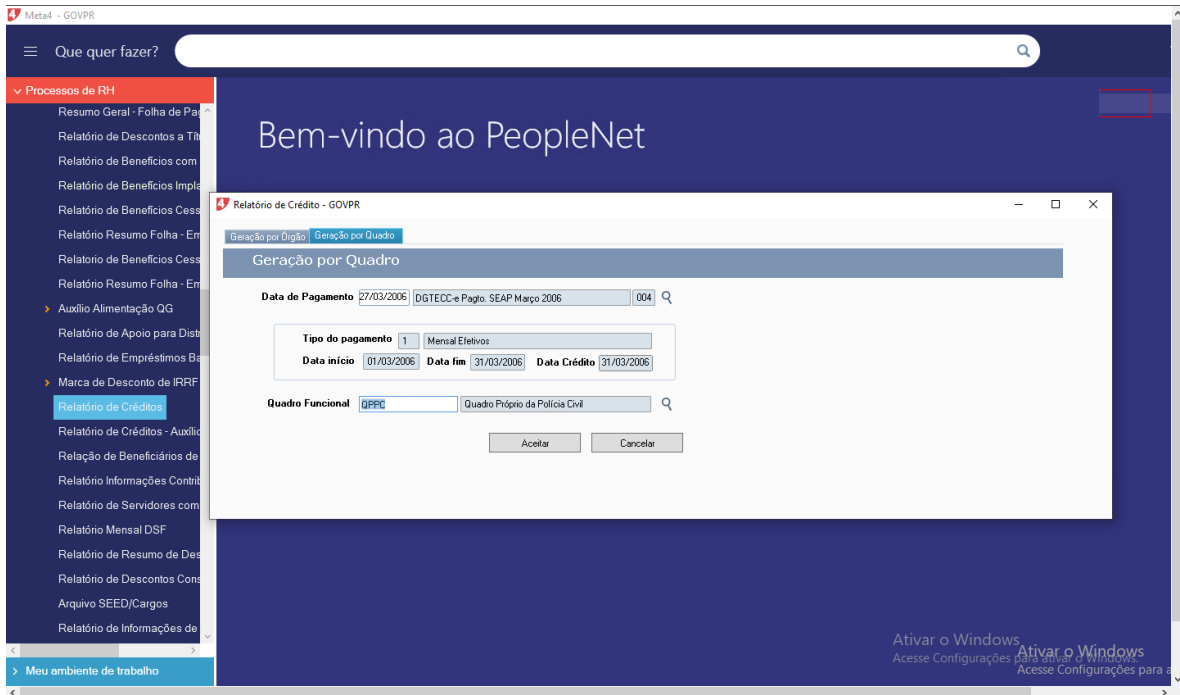 Meta4 - GOVPR
Que quer fazer?
Processos de RH
Resumo Geral - Folha de Pag
Relatório de Descontos a Títu
Relatório de Benefícios com
Relatório de Benefícios Impla
Relatório de Benefícios Cess
Relatório Resumo Folha - Em
Relatorio de Benefícios Cess
Relatório Resumo Folha - Em
Auxílio Alimentação QG
Relatório de Apoio para Distr
Relatório de Empréstimos Ba
Marca de Desconto de IRRF
Relatório de Créditos
Relatório de Créditos - Auxílio
Relação de Beneficiários de
Relatório Informações Contrib
Relatório de Servidores com
Relatório Mensal DSF
Relatório de Resumo de Des
Relatório de Descontos Cons
Arquivo SEED/Cargos
Relatório de Informações de
Meu ambiente de trabalho
Bem-vindo ao PeopleNet
Relatório de Crédito - GOVPR
Geração por Órgão Geração por Quadro
Geração por Quadro
Data de Pagamento 27/03/2006 DGTECC-e Pagto. SEAP Março 2006 004
Tipo do pagamento 1 Mensal Efetivos
Data início 01/03/2006 Data fim 31/03/2006 Data Crédito 31/03/2006
Quadro Funcional QPPC Quadro Próprio da Polícia Civil
Aceitar Cancelar
Ativar o Windows
Acesse Configurações para ativar o Windows.
Ativar o Windows
Acesse Configurações para a